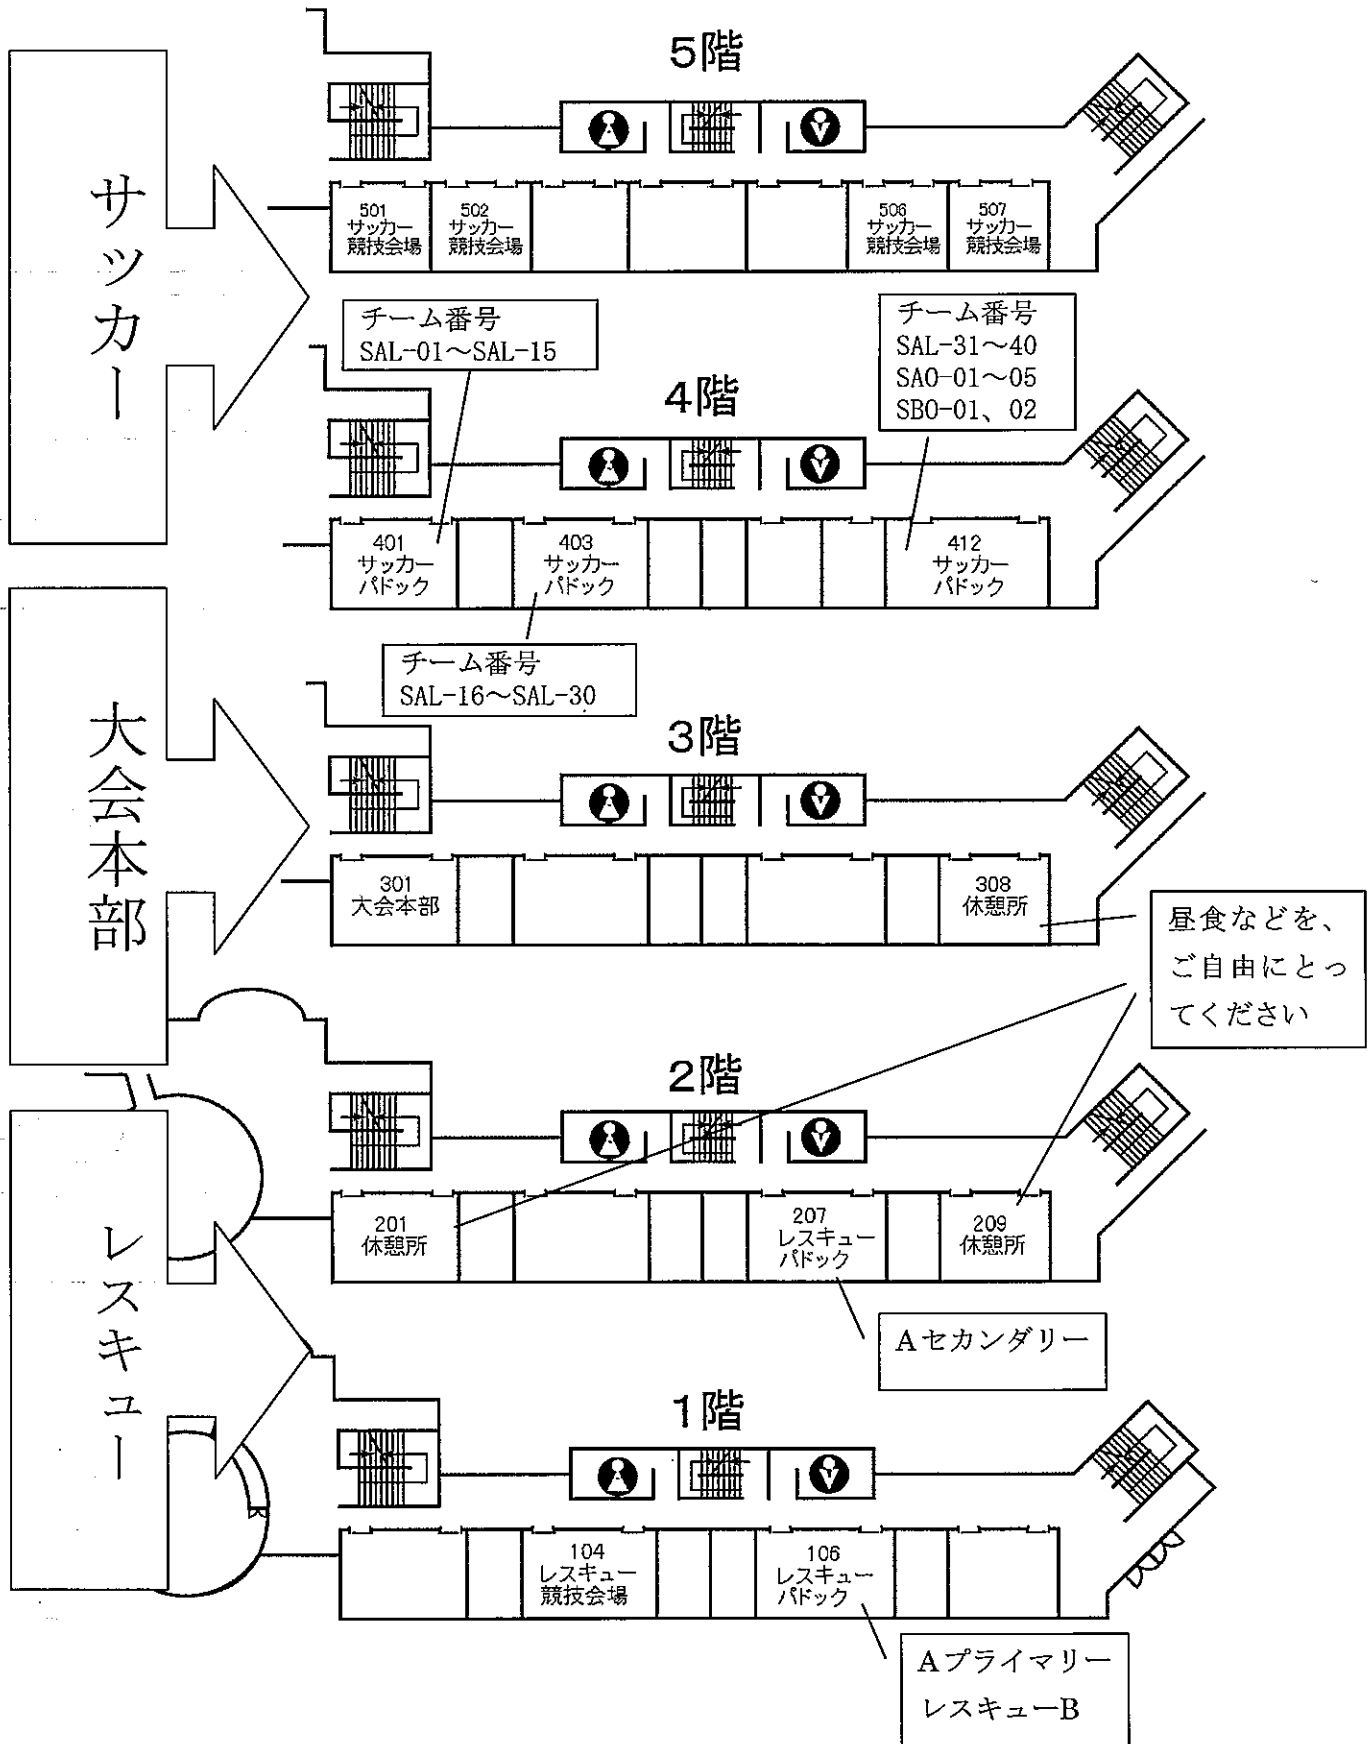 サッカー
5階
501
サッカー
競技会場
502
サッカー
競技会場
506
サッカー
競技会場
507
サッカー
競技会場
チーム番号
SAL-01～SAL-15
チーム番号
SAL-31～40
SAO-01～05
SBO-01、02
4階
401
サッカー
パドック
403
サッカー
パドック
412
サッカー
パドック
チーム番号
SAL-16～SAL-30
大会本部
3階
301
大会本部
308
休憩所
昼食などを、
ご自由にとっ
てください
2階
201
休憩所
207
レスキュー
パドック
209
休憩所
Aセカンダリー
レスキュー
1階
104
レスキュー
競技会場
106
レスキュー
パドック
Aプライマリー
レスキューB